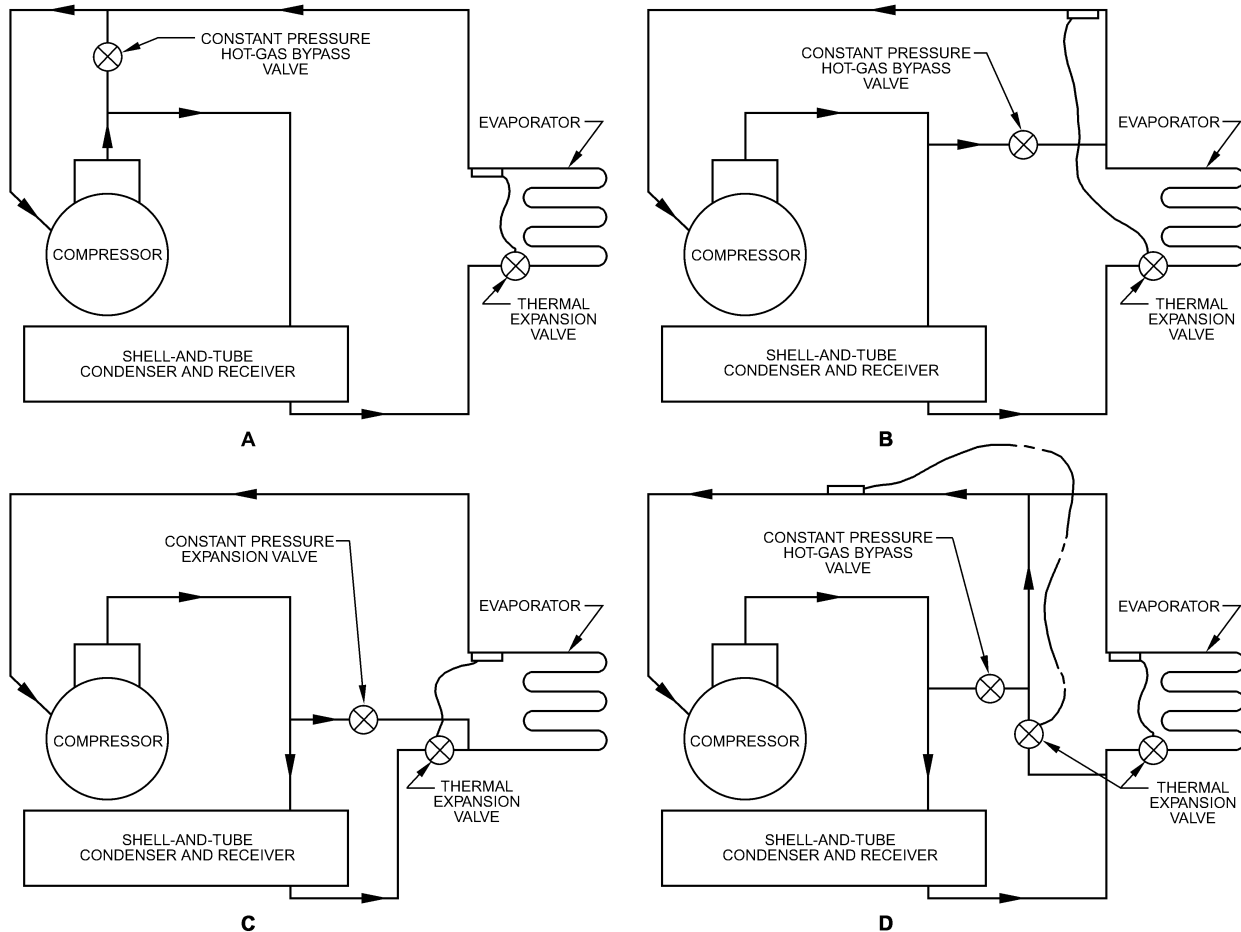 CONSTANT PRESSURE
HOT-GAS BYPASS
VALVE
EVAPORATOR
COMPRESSOR
THERMAL
EXPANSION
VALVE
SHELL-AND-TUBE
CONDENSER AND RECEIVER
A
CONSTANT PRESSURE
HOT-GAS BYPASS
VALVE
EVAPORATOR
COMPRESSOR
THERMAL
EXPANSION
VALVE
SHELL-AND-TUBE
CONDENSER AND RECEIVER
B
CONSTANT PRESSURE
EXPANSION VALVE
EVAPORATOR
COMPRESSOR
THERMAL
EXPANSION
VALVE
SHELL-AND-TUBE
CONDENSER AND RECEIVER
C
CONSTANT PRESSURE
HOT-GAS BYPASS
VALVE
EVAPORATOR
COMPRESSOR
THERMAL
EXPANSION
VALVE
SHELL-AND-TUBE
CONDENSER AND RECEIVER
D